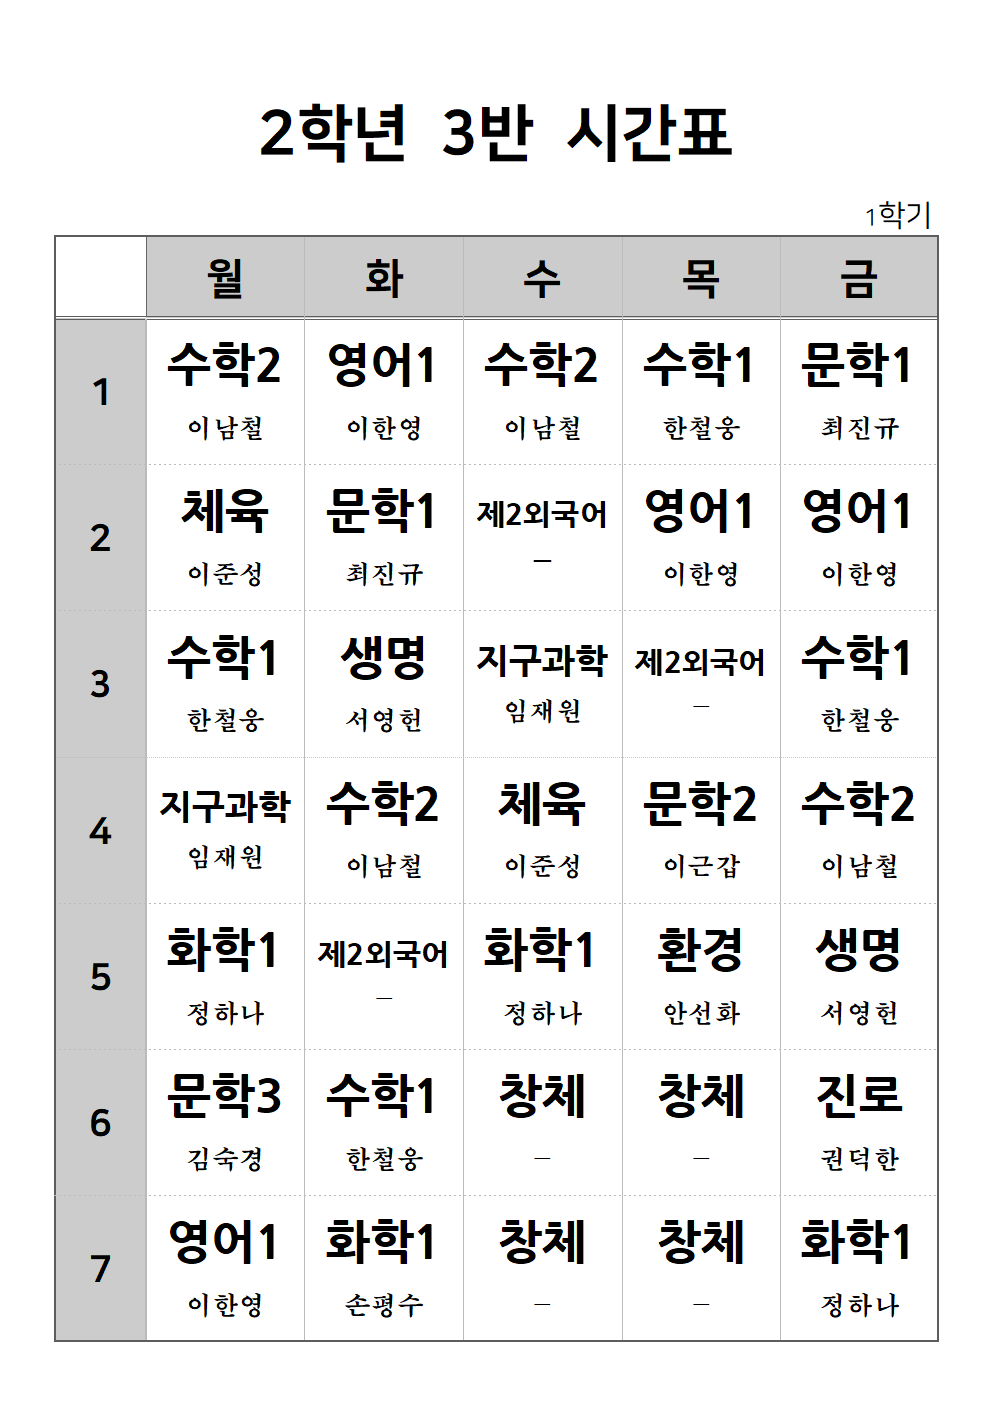 2학년 3반 시간표
1학기
월 화 수 목 금
1 수학2 영어1 수학2 수학1 문학1
이남철 이한영 이남철 한철웅 최진규
2 체육 문학1 제2외국어 영어1 영어1
이준성 최진규 – 이한영 이한영
3 수학1 생명 지구과학 제2외국어 수학1
한철웅 서영헌 임재원 – 한철웅
4 지구과학 수학2 체육 문학2 수학2
임재원 이남철 이준성 이근갑 이남철
5 화학1 제2외국어 화학1 환경 생명
정하나 – 정하나 안선화 서영헌
6 문학3 수학1 창체 창체 진로
김숙경 한철웅 – – 권덕한
7 영어1 화학1 창체 창체 화학1
이한영 손평수 – – 정하나